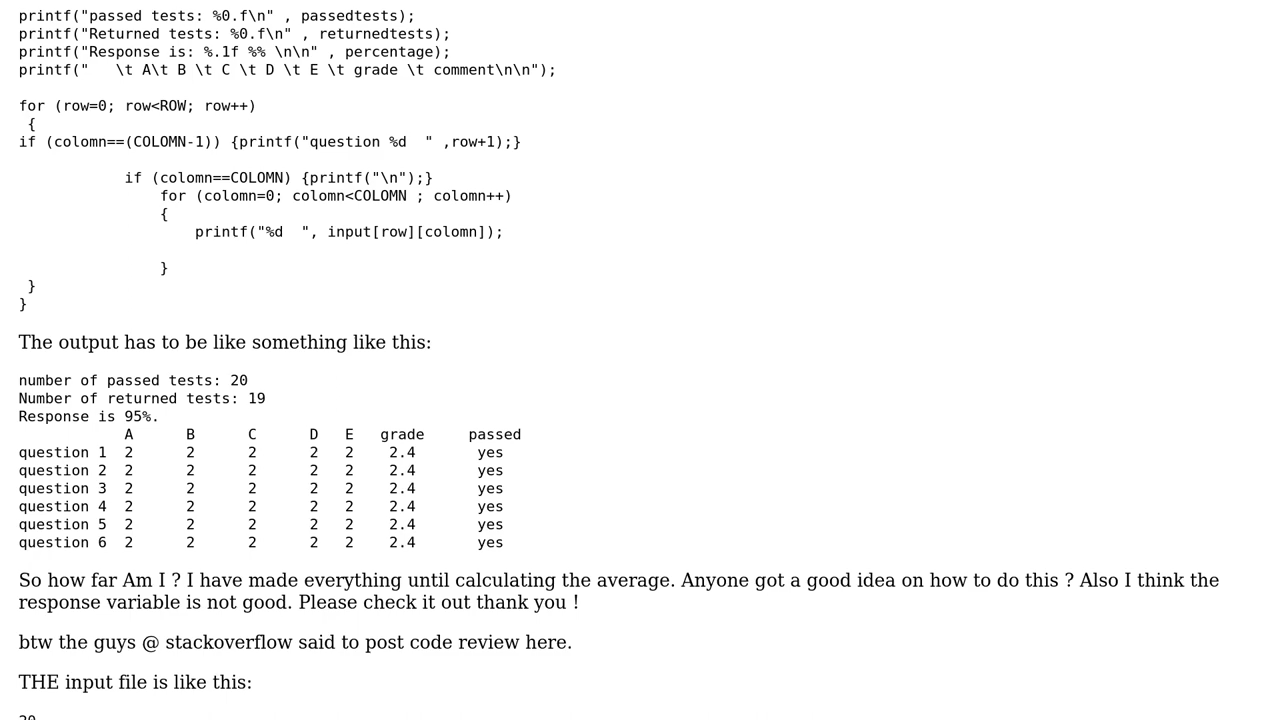 printf("passed tests: %0.f\n" , passedtests);
printf("Returned tests: %0.f\n" , returnedtests);
printf("Response is: %.1f %% \n\n" , percentage);
printf("   \t A\t B \t C \t D \t E \t grade \t comment\n\n");
for (row=0; row<ROW; row++)
 {
if (colomn==(COLOMN-1)) {printf("question %d  " ,row+1);}
            if (colomn==COLOMN) {printf("\n");}
                for (colomn=0; colomn<COLOMN ; colomn++)
                {
                    printf("%d  ", input[row][colomn]);
                }
 }
}
The output has to be like something like this:
number of passed tests: 20
Number of returned tests: 19
Response is 95%.
            A      B      C      D   E   grade     passed
question 1  2      2      2      2   2    2.4       yes
question 2  2      2      2      2   2    2.4       yes
question 3  2      2      2      2   2    2.4       yes
question 4  2      2      2      2   2    2.4       yes
question 5  2      2      2      2   2    2.4       yes
question 6  2      2      2      2   2    2.4       yes
So how far Am I ? I have made everything until calculating the average. Anyone got a good idea on how to do this ? Also I think the
response variable is not good. Please check it out thank you !
btw the guys @ stackoverflow said to post code review here.
THE input file is like this:
20